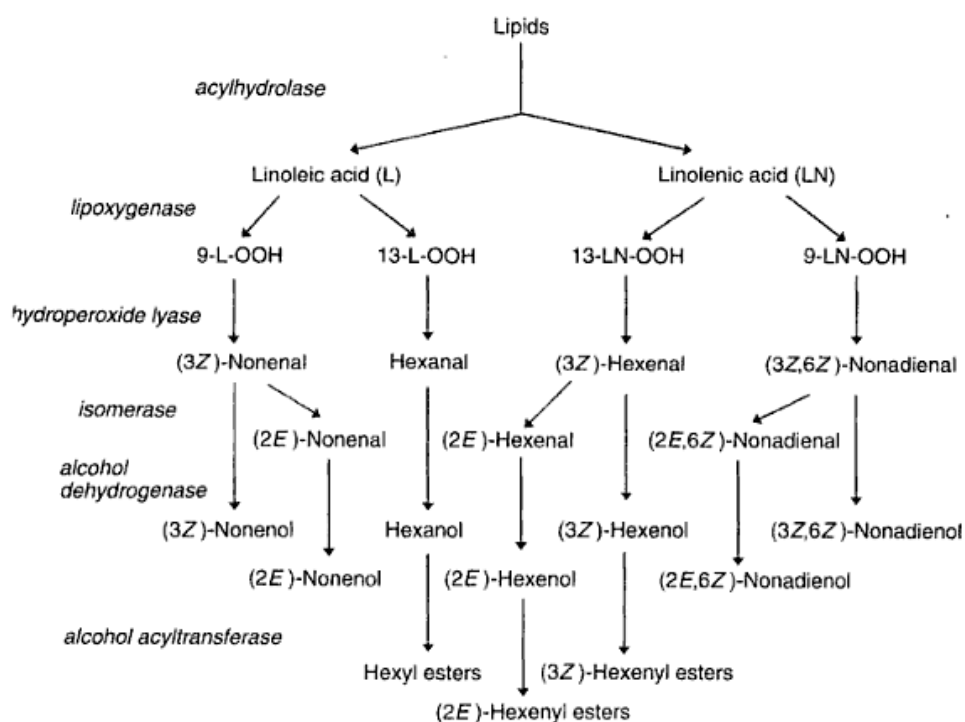 Lipids
acylhydrolase
Linoleic acid (L) Linolenic acid (LN)
lipoxygenase
9-L-OOH 13-L-OOH 13-LN-OOH 9-LN-OOH
hydroperoxide lyase
(3Z)-Nonenal Hexanal (3Z)-Hexenal (3Z,6Z)-Nonadienal
isomerase
(2E)-Nonenal (2E)-Hexenal (2E,6Z)-Nonadienal
alcohol
dehydrogenase
(3Z)-Nonenol Hexanol (3Z)-Hexenol (3Z,6Z)-Nonadienol
(2E)-Nonenol (2E)-Hexenol (2E,6Z)-Nonadienol
alcohol acyltransferase
Hexyl esters (3Z)-Hexenyl esters
(2E)-Hexenyl esters